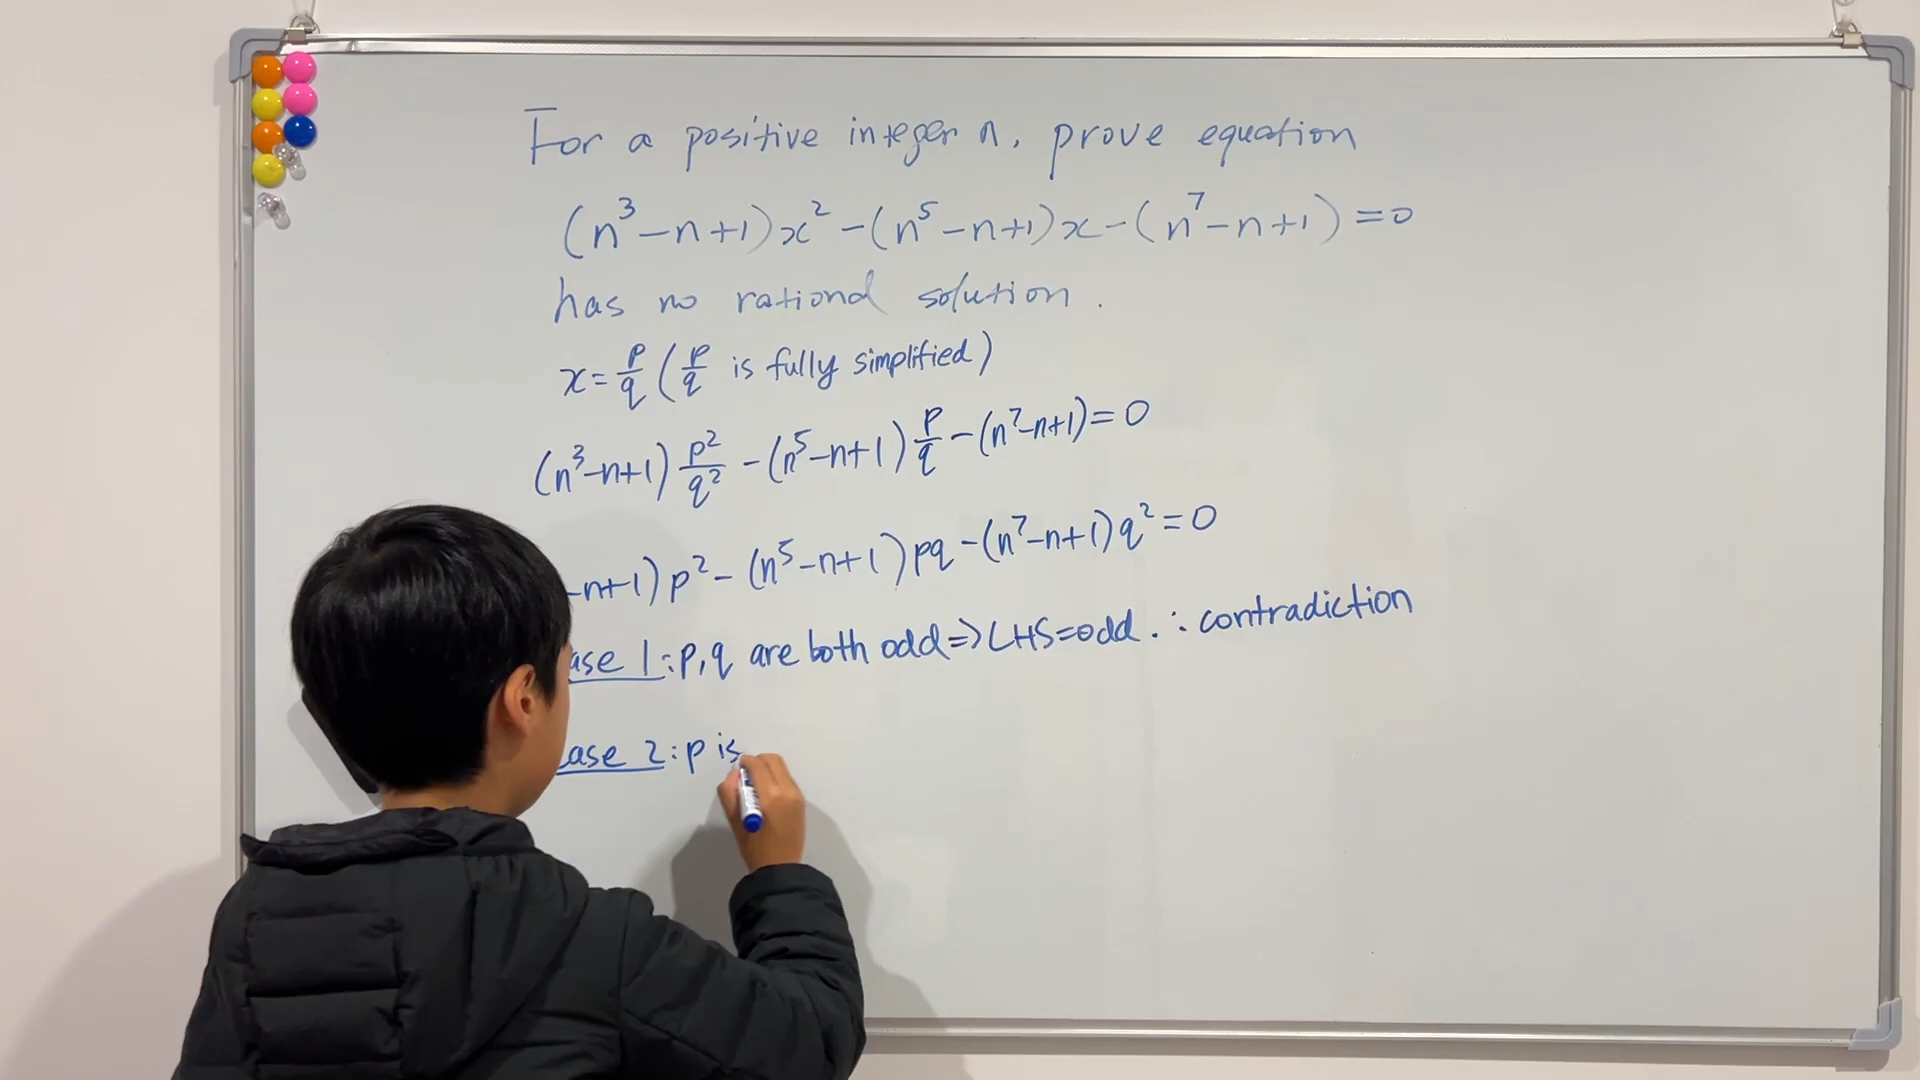 For a positive integer n, prove equation
(n³-n+1)x²-(n⁵-n+1)x-(n⁷-n+1)=0
has no rational solution.
x=p/q (p/q is fully simplified)
(n³-n+1)p²/q²-(n⁵-n+1)p/q-(n⁷-n+1)=0
-n+1)p²-(n⁵-n+1)pq-(n⁷-n+1)q²=0
ase 1:p,q are both odd=>LHS=odd.∴contradiction
Case 2:p is